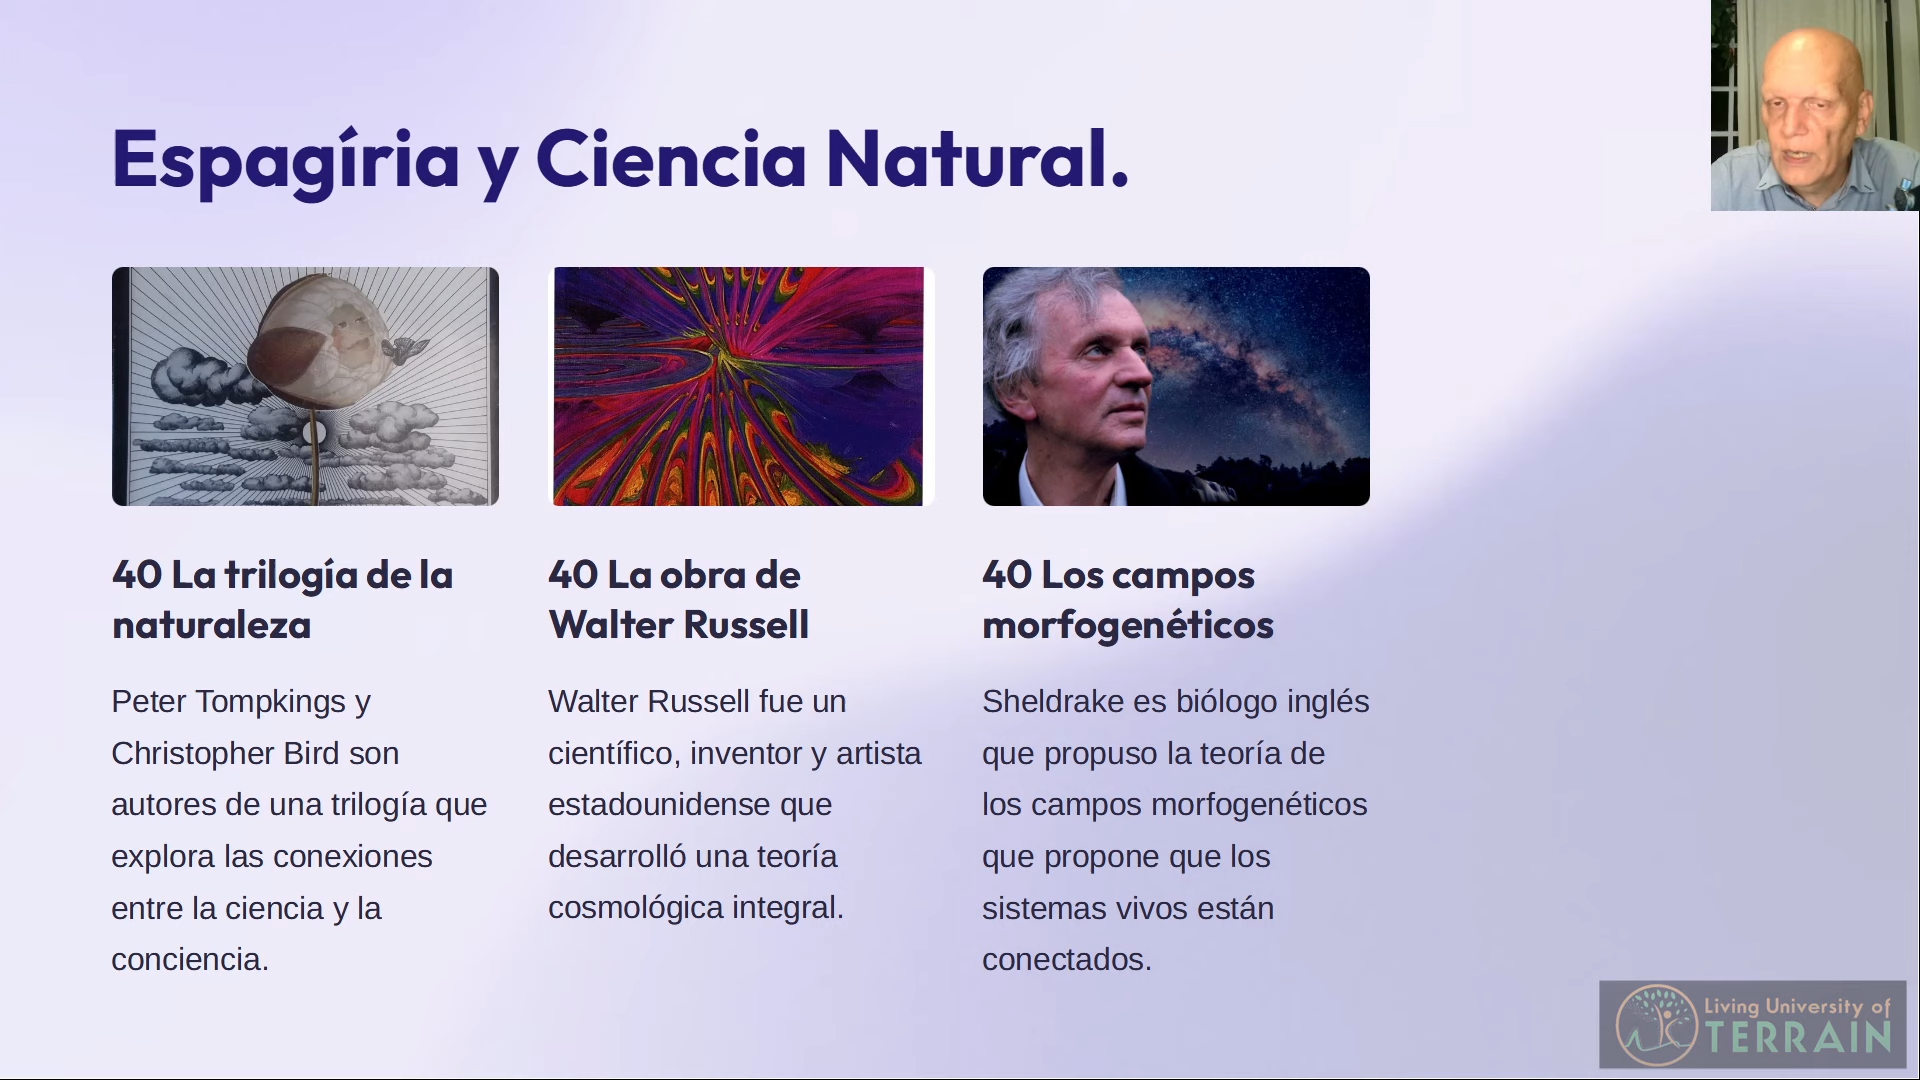 Espagíria y Ciencia Natural.
40 La trilogía de la
naturaleza
Peter Tompkings y
Christopher Bird son
autores de una trilogía que
explora las conexiones
entre la ciencia y la
conciencia.
40 La obra de
Walter Russell
Walter Russell fue un
científico, inventor y artista
estadounidense que
desarrolló una teoría
cosmológica integral.
40 Los campos
morfogenéticos
Sheldrake es biólogo inglés
que propuso la teoría de
los campos morfogenéticos
que propone que los
sistemas vivos están
conectados.
Living University of
TERRAIN